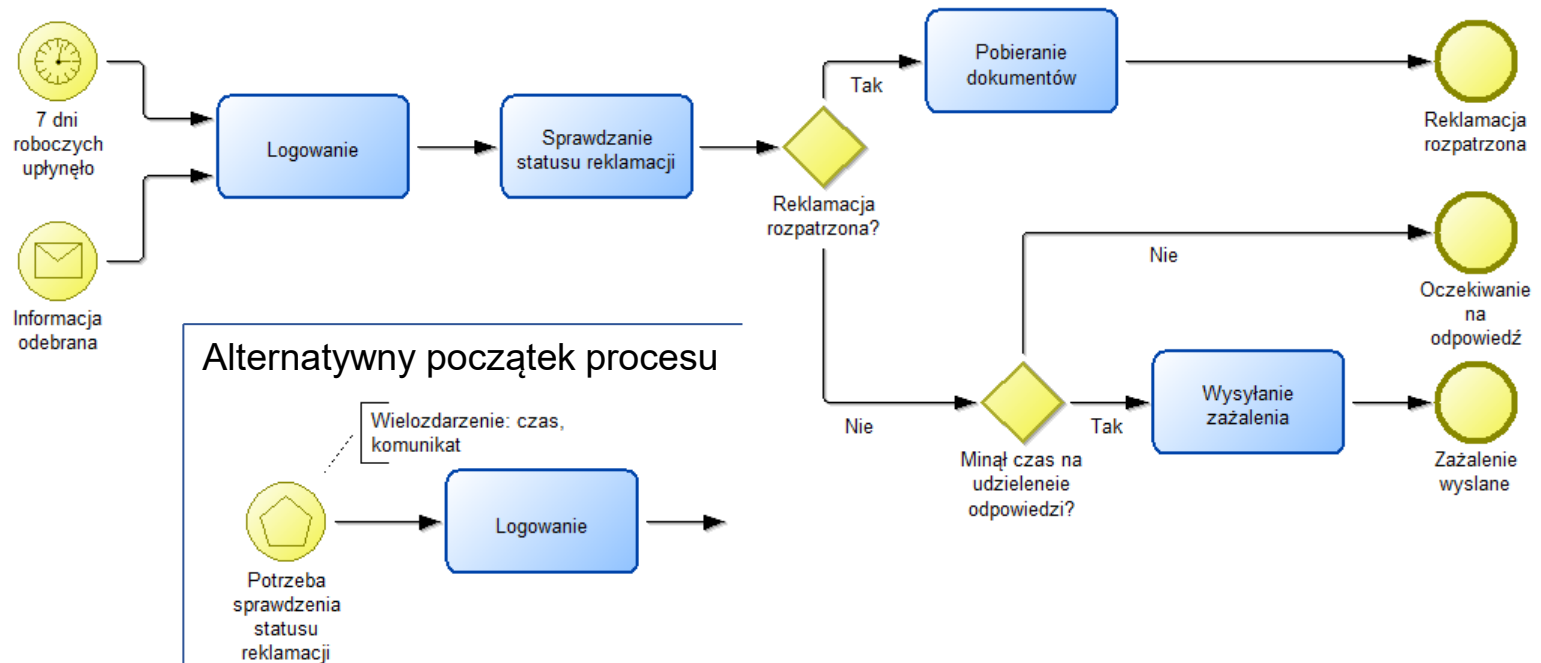 7 dni
roboczych
upłynęło
Informacja
odebrana
Logowanie
Sprawdzanie
statusu reklamacji
Reklamacja
rozpatrzona?
Tak
Pobieranie
dokumentów
Reklamacja
rozpatrzona
Nie
Minął czas na
udzieleneie
odpowiedzi?
Nie
Oczekiwanie
na
odpowiedź
Tak
Wysyłanie
zażalenia
Zażalenie
wyslane
Alternatywny początek procesu
Wielozdarzenie: czas,
komunikat
Potrzeba
sprawdzenia
statusu
reklamacji
Logowanie